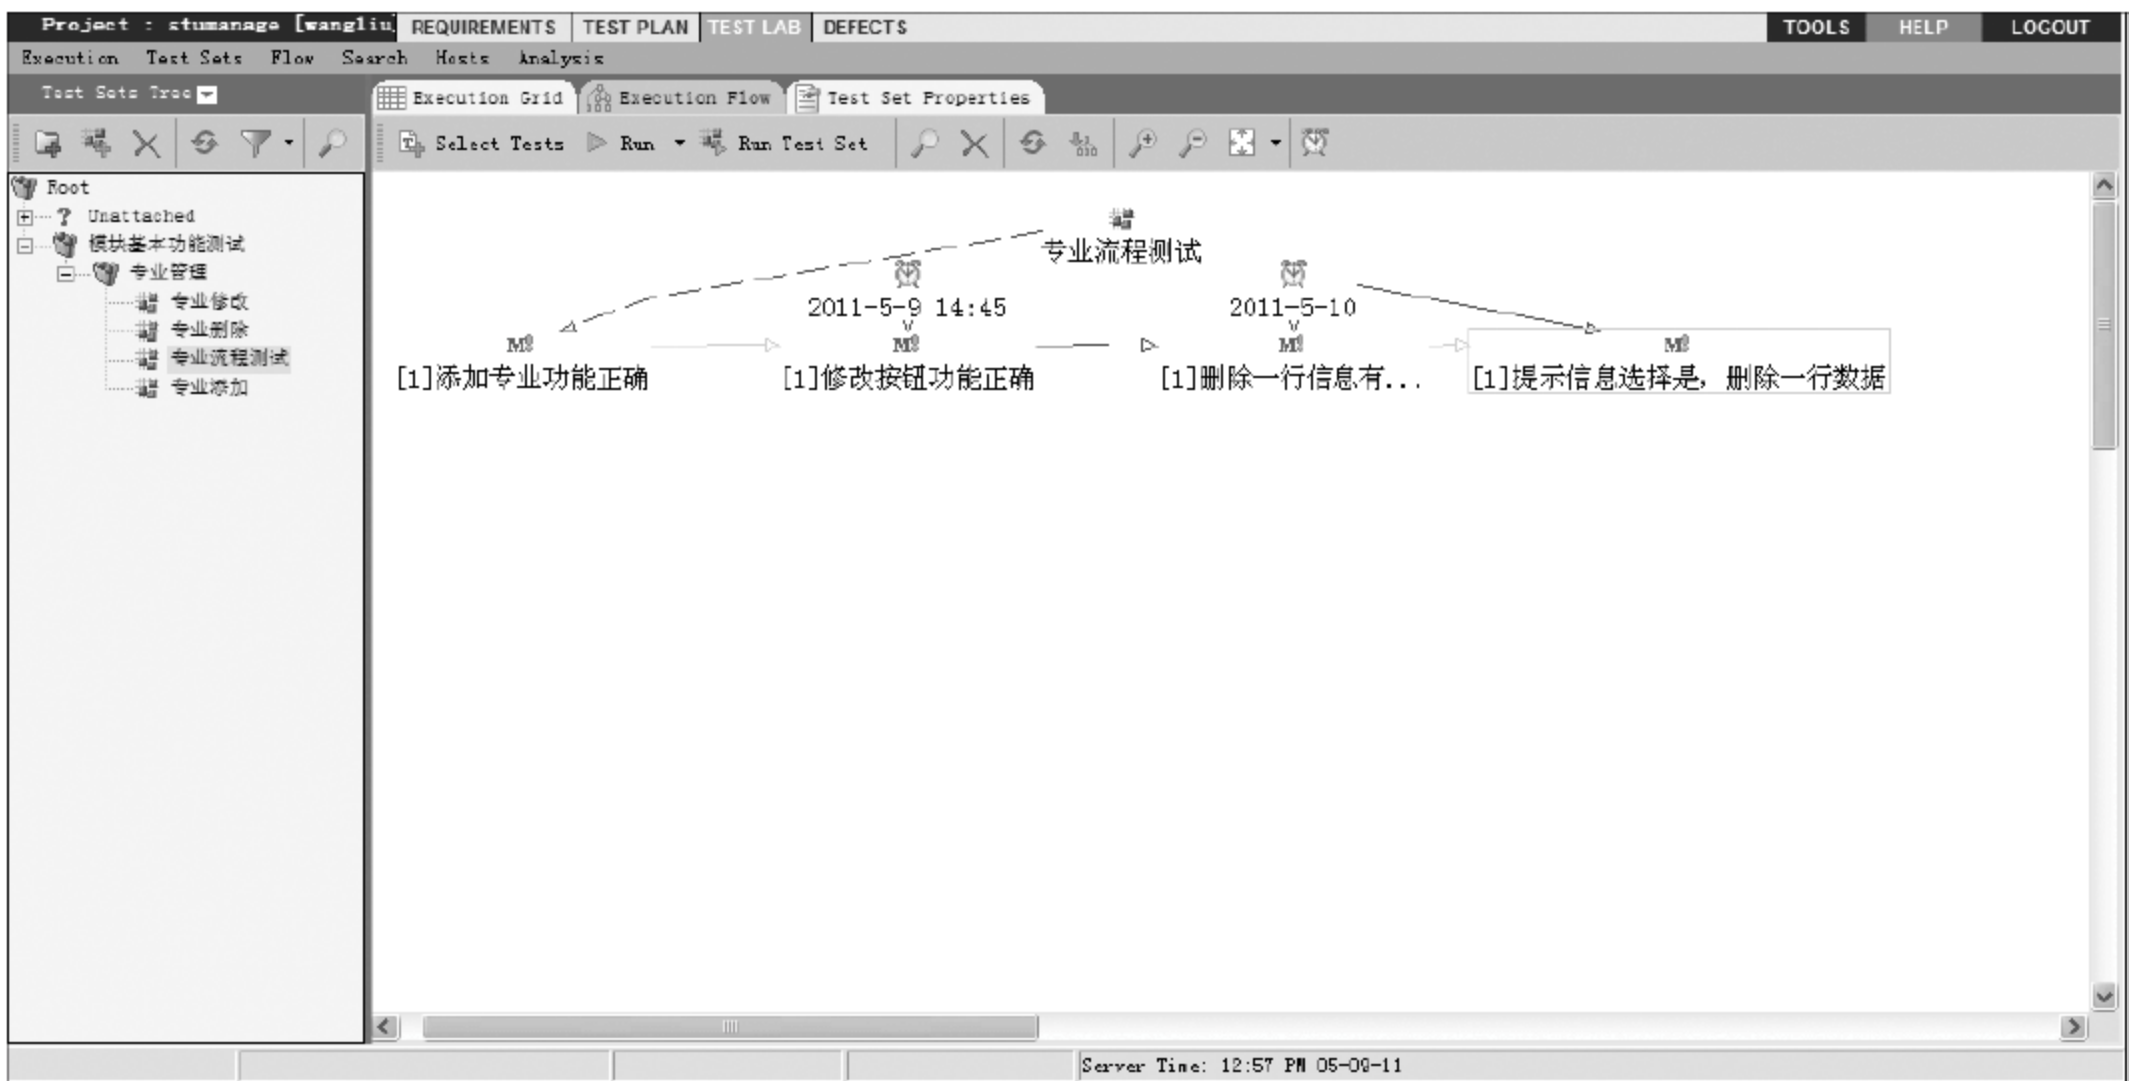 Project : stumanage [wangliu] REQUIREMENTS TEST PLAN TEST LAB DEFECTS TOOLS HELP LOGOUT
Execution Test Sets Flow Search Hosts Analysis
Test Sets Tree Execution Grid Execution Flow Test Set Properties
Select Tests Run Run Test Set
Root
? Unattached
模块基本功能测试
专业管理
专业修改
专业删除
专业流程测试
专业添加
专业流程测试
2011-5-9 14:45
2011-5-10
[1]添加专业功能正确
[1]修改按钮功能正确
[1]删除一行信息有...
[1]提示信息选择是，删除一行数据
Server Time: 12:57 PM 05-09-11